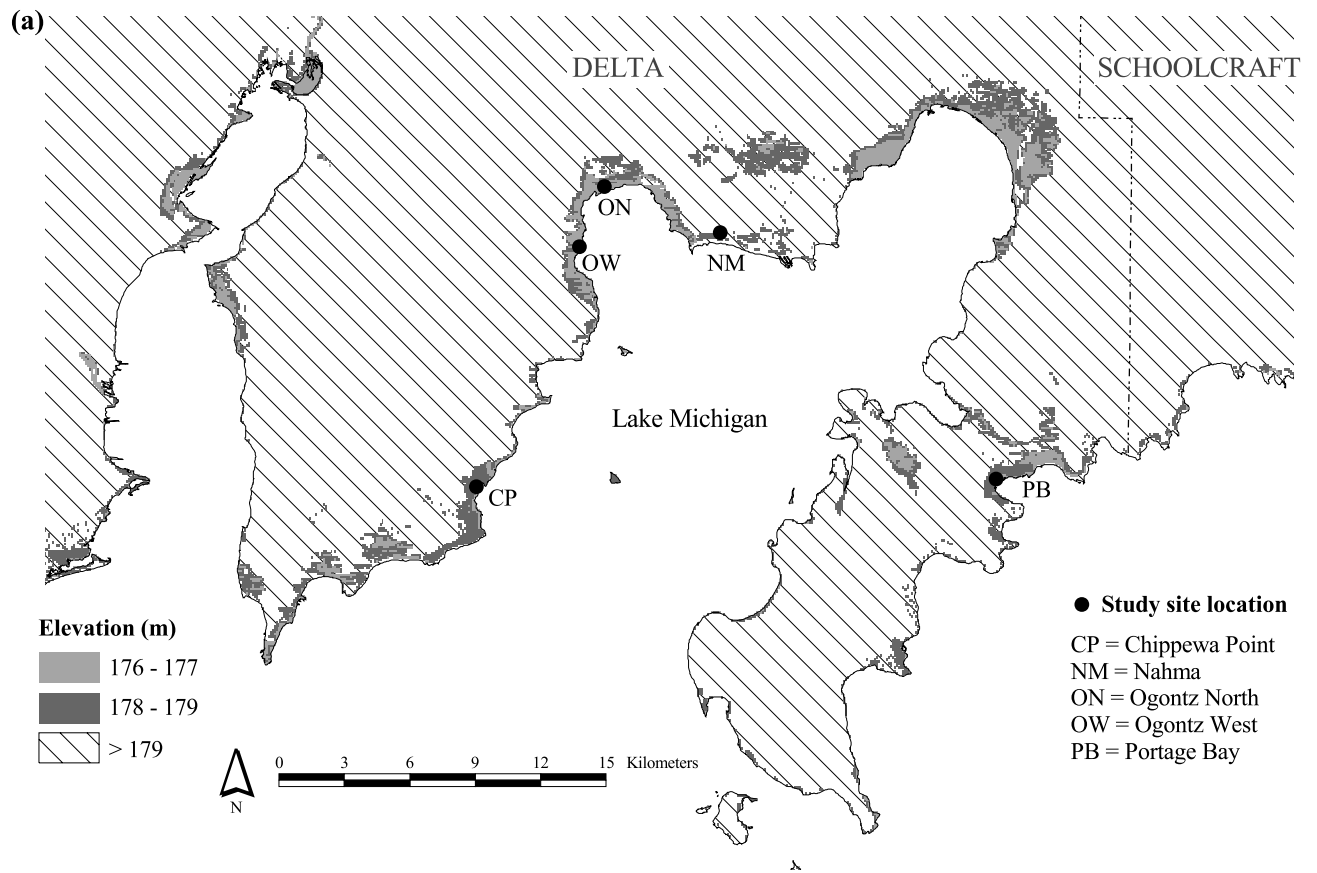 (a)
DELTA
SCHOOLCRAFT
ON
OW
NM
Lake Michigan
CP
PB
Elevation (m)
176 - 177
178 - 179
> 179
N
0 3 6 9 12 15 Kilometers
Study site location
CP = Chippewa Point
NM = Nahma
ON = Ogontz North
OW = Ogontz West
PB = Portage Bay